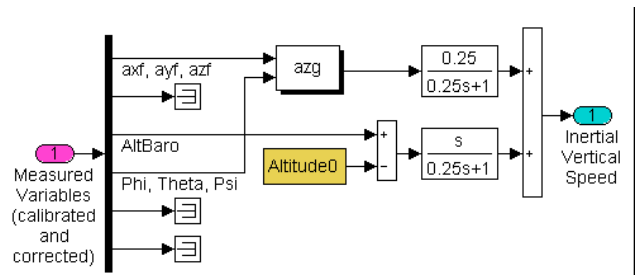 axf, ayf, azf
azg
0.25
0.25s+1
+
1
AltBaro
+
−
Altitude0
s
0.25s+1
+
1
Inertial
Vertical
Speed
Measured
Variables
(calibrated
and
corrected)
Phi, Theta, Psi